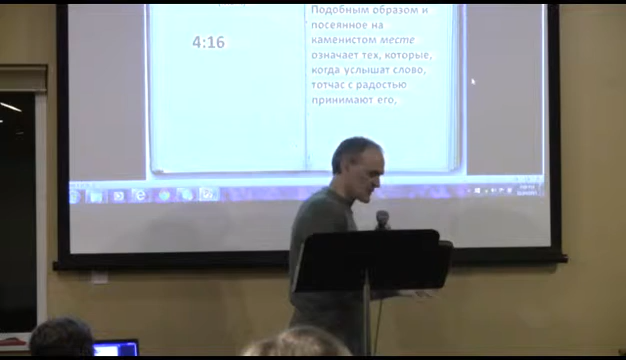 4:16
Подобным образом и
посеянное на
каменистом месте
означает тех, которые,
когда услышат слово,
тотчас с радостью
принимают его,